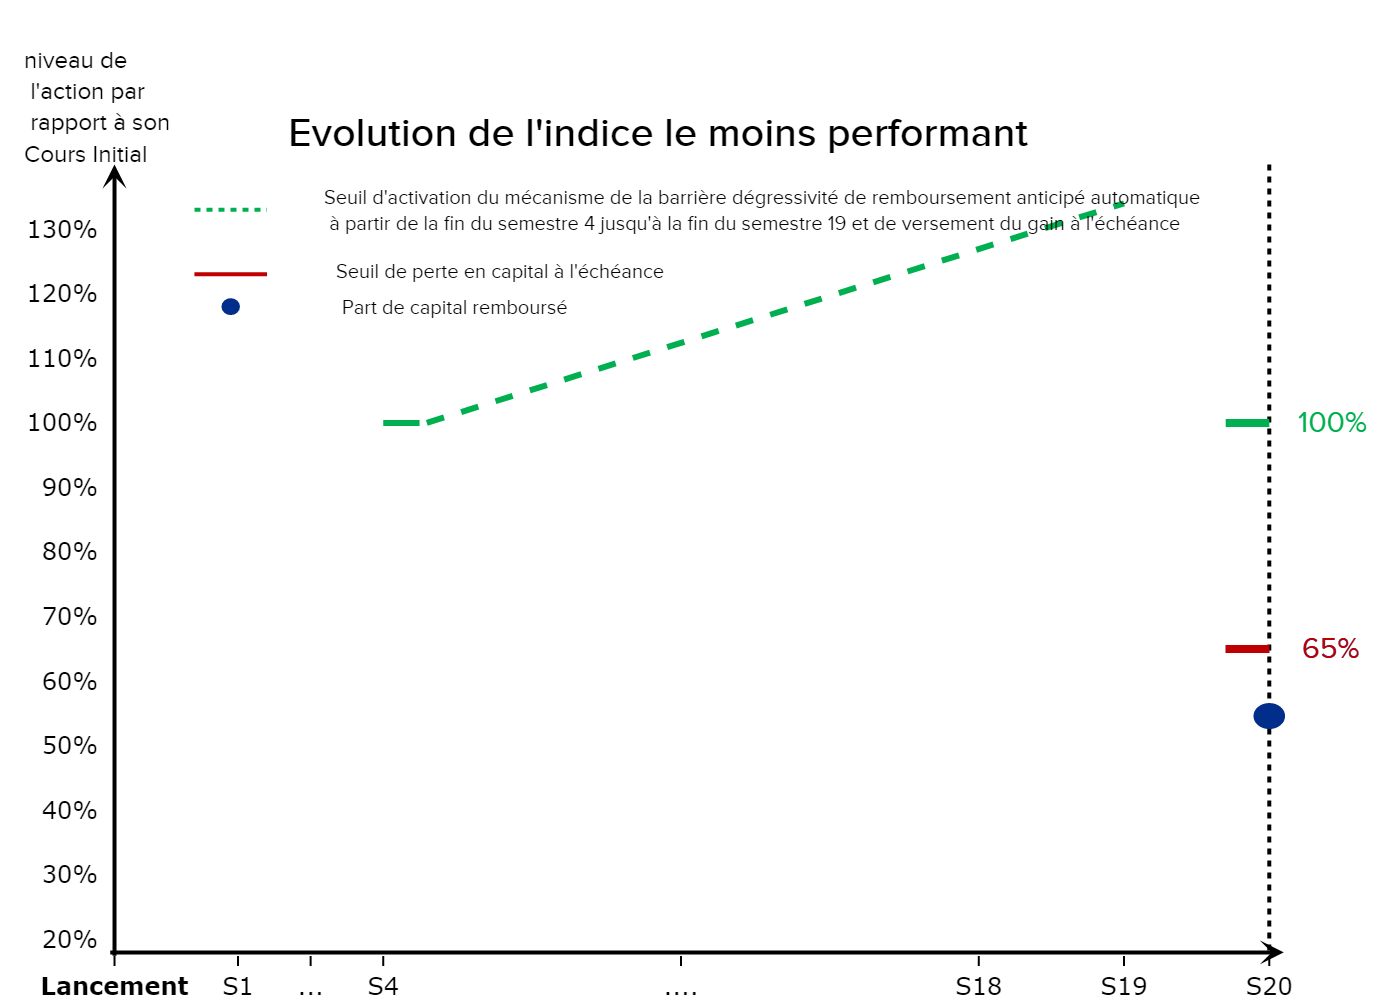 niveau de
l'action par
rapport à son
Cours Initial
Evolution de l'indice le moins performant
Seuil d'activation du mécanisme de la barrière dégressivité de remboursement anticipé automatique
à partir de la fin du semestre 4 jusqu'à la fin du semestre 19 et de versement du gain à l'échéance
Seuil de perte en capital à l'échéance
Part de capital remboursé
130%
120%
110%
100%
90%
80%
70%
60%
50%
40%
30%
20%
100%
65%
Lancement S1 ... S4 .... S18 S19 S20